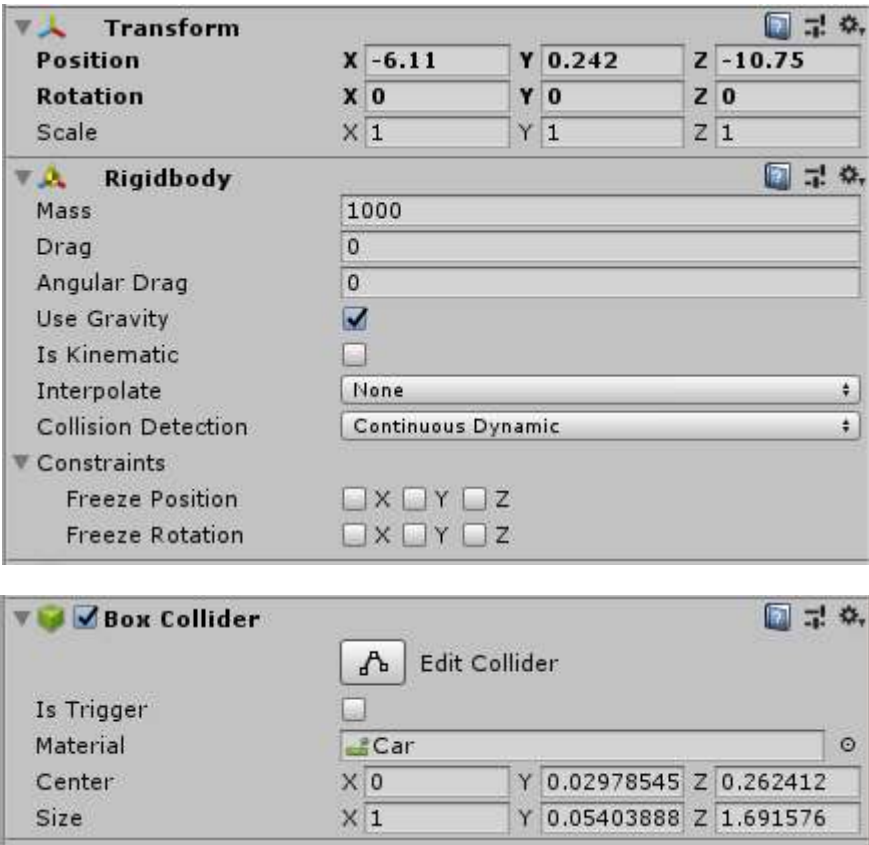 Transform
Position X -6.11 Y 0.242 Z -10.75
Rotation X 0 Y 0 Z 0
Scale X 1 Y 1 Z 1
Rigidbody
Mass 1000
Drag 0
Angular Drag 0
Use Gravity
Is Kinematic
Interpolate None
Collision Detection Continuous Dynamic
Constraints
Freeze Position X Y Z
Freeze Rotation X Y Z
Box Collider
Edit Collider
Is Trigger
Material Car
Center X 0 Y 0.02978545 Z 0.262412
Size X 1 Y 0.05403888 Z 1.691576